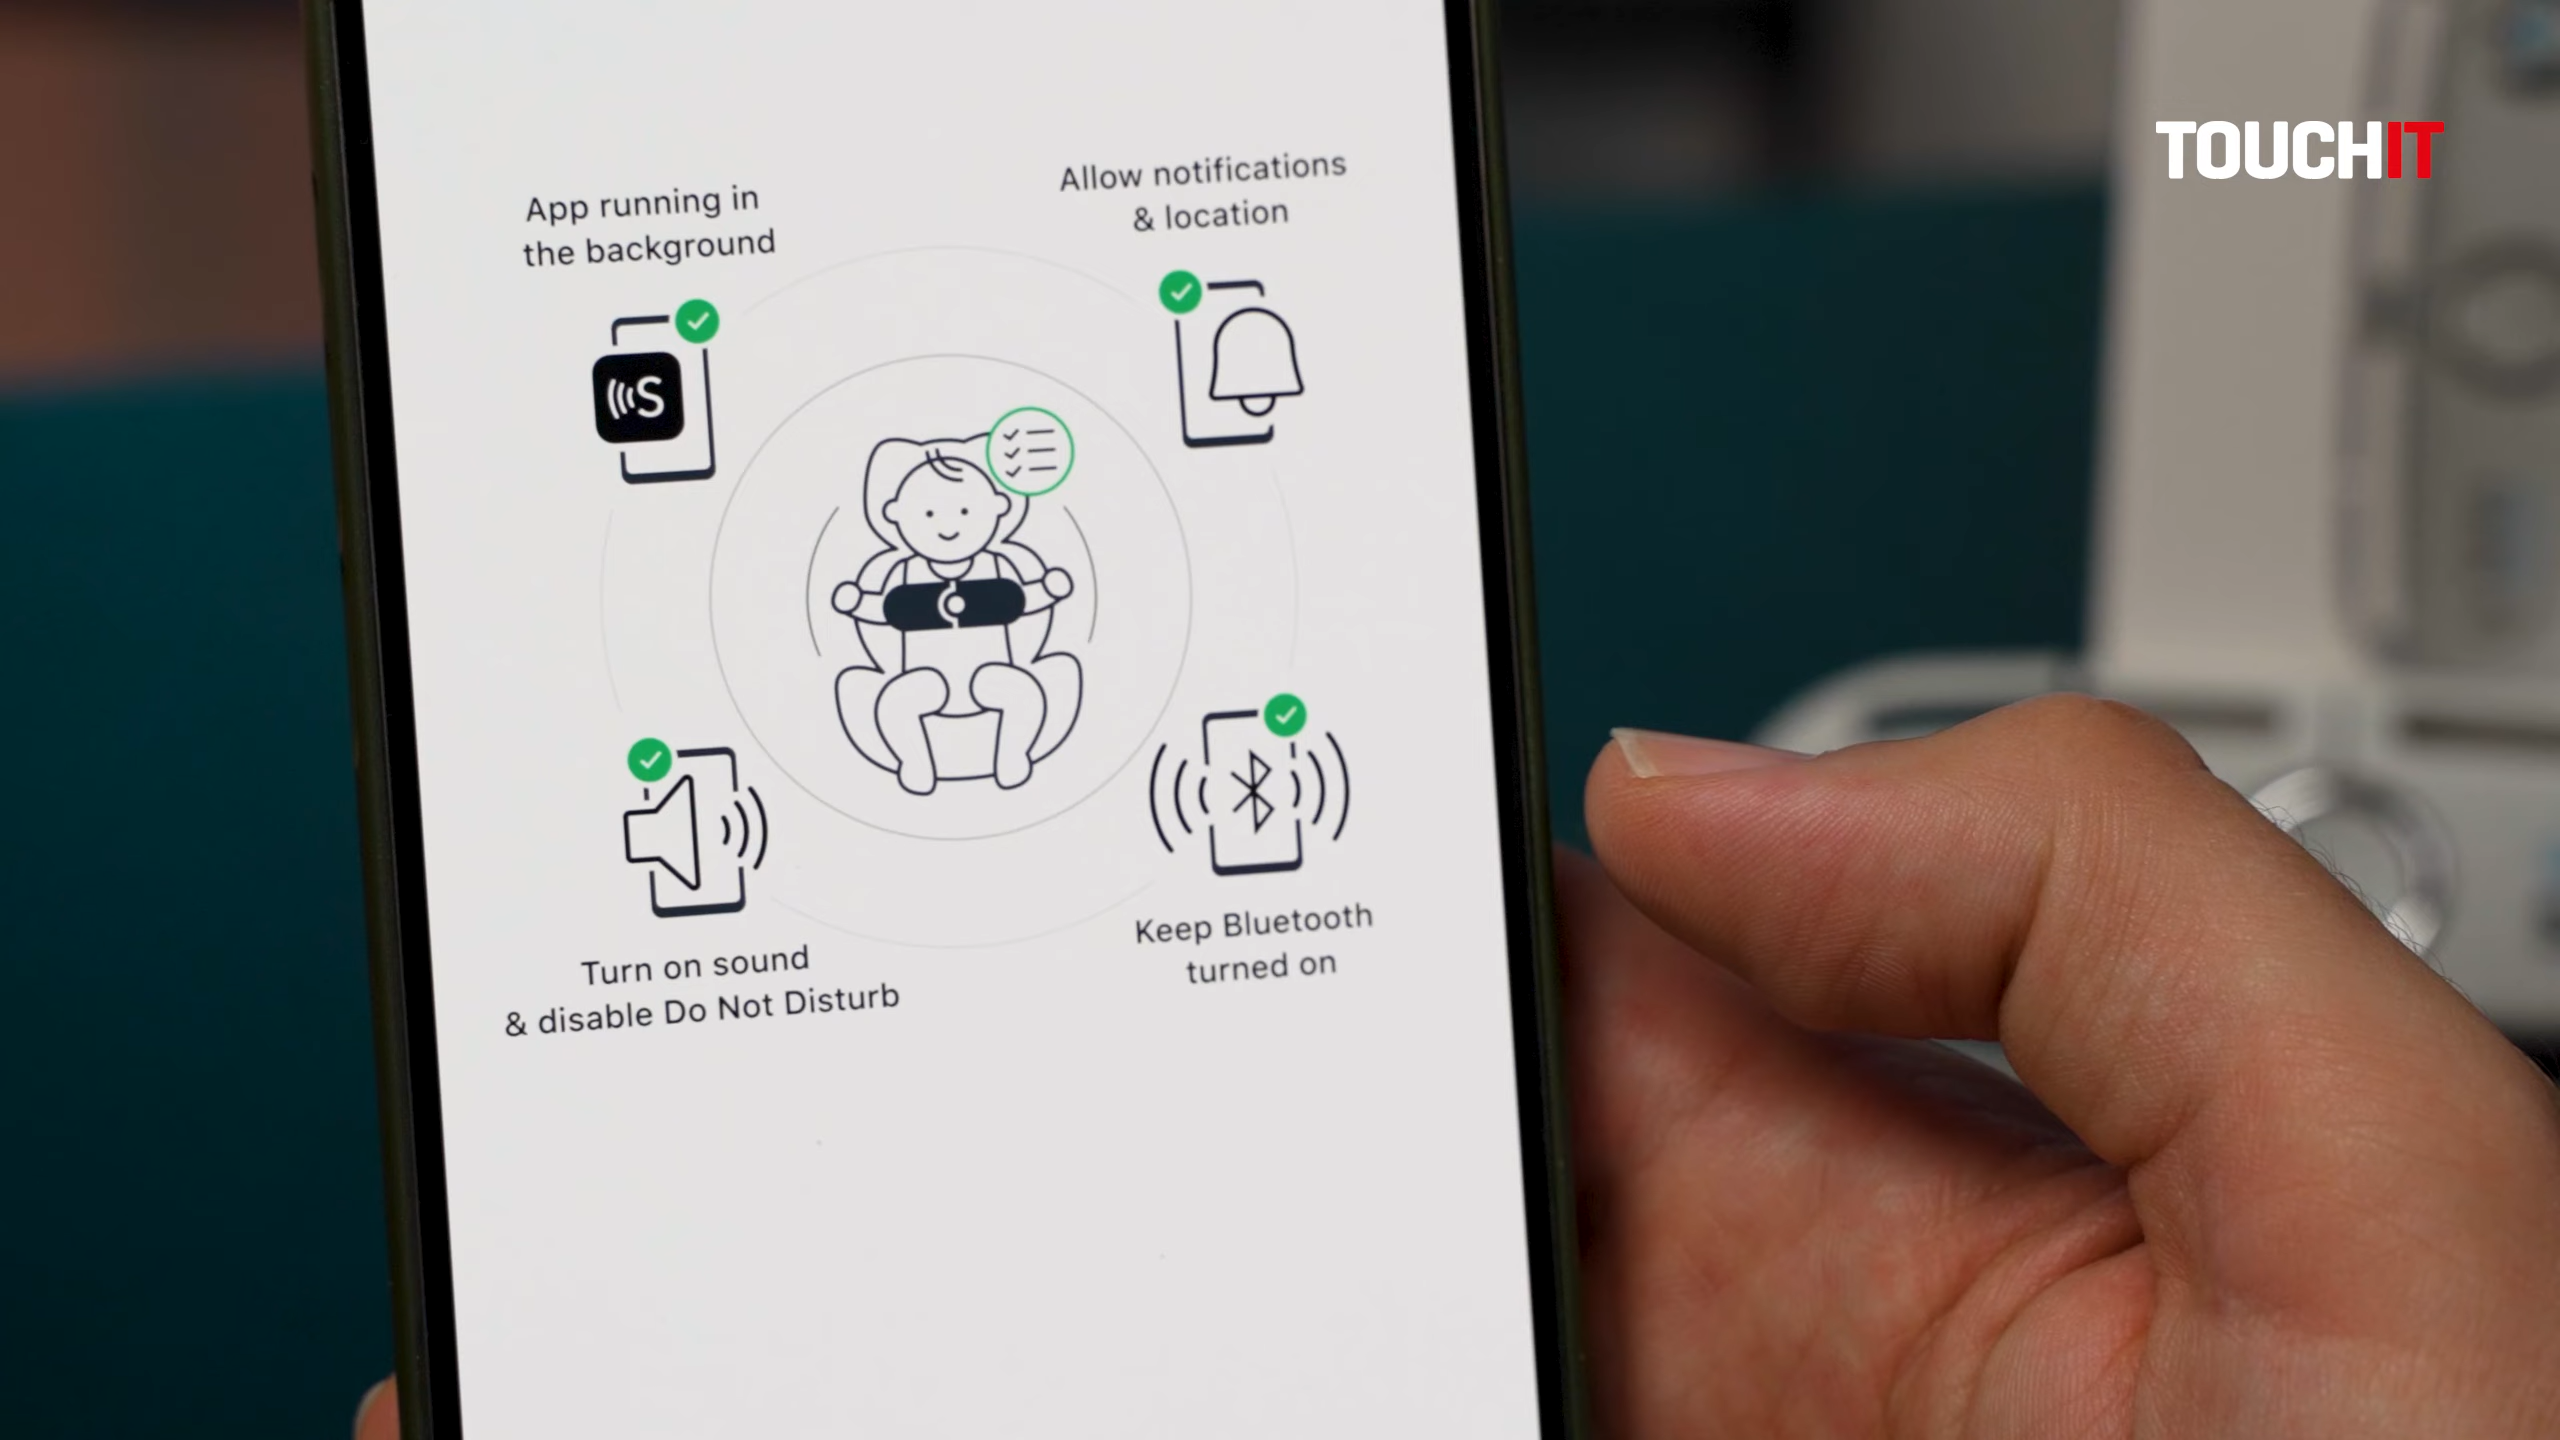 TOUCHIT
App running in
the background
Allow notifications
& location
S
Turn on sound
& disable Do Not Disturb
Keep Bluetooth
turned on